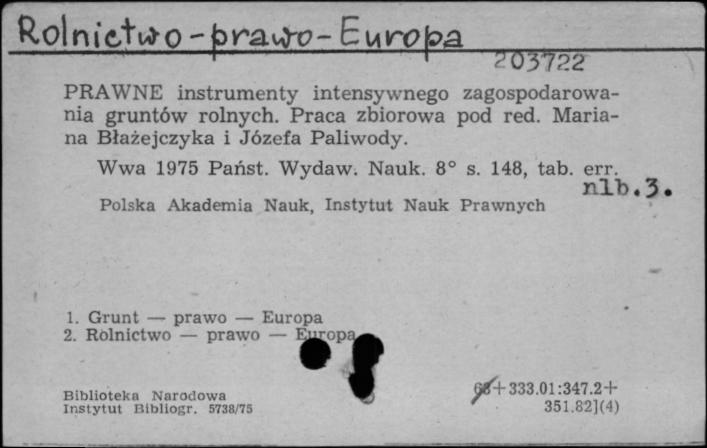 Rolnictwo-prawo-Europa
203722
PRAWNE instrumenty intensywnego zagospodarowa-
nia gruntów rolnych. Praca zbiorowa pod red. Maria-
na Błażejczyka i Józefa Paliwody.
Wwa 1975 Państ. Wydaw. Nauk. 8° s. 148, tab. err.
nlb.3.
Polska Akademia Nauk, Instytut Nauk Prawnych
1. Grunt — prawo — Europa
2. Rolnictwo — prawo — Europa
Biblioteka Narodowa
Instytut Bibliogr. 5738/75
63+333.01:347.2+
351.82](4)